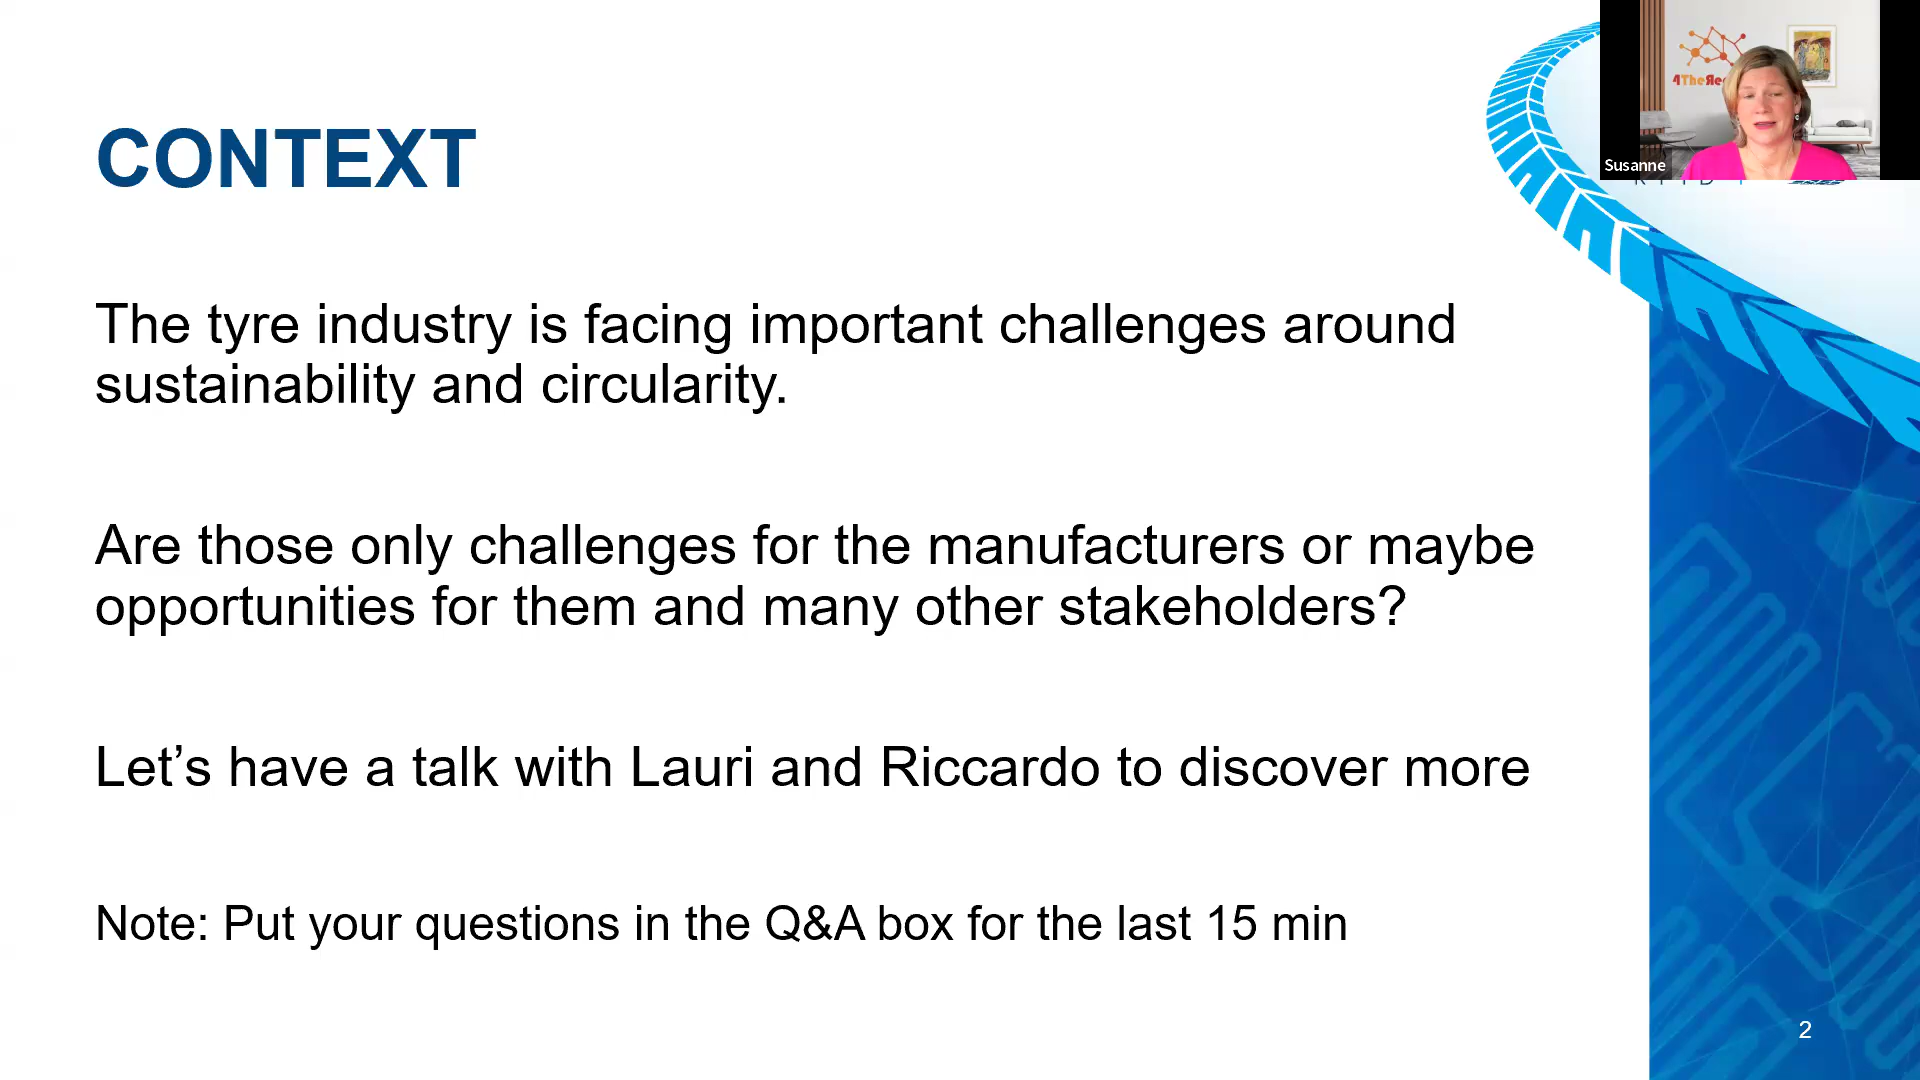 CONTEXT
Susanne
The tyre industry is facing important challenges around
sustainability and circularity.
Are those only challenges for the manufacturers or maybe
opportunities for them and many other stakeholders?
Let’s have a talk with Lauri and Riccardo to discover more
Note: Put your questions in the Q&A box for the last 15 min
2